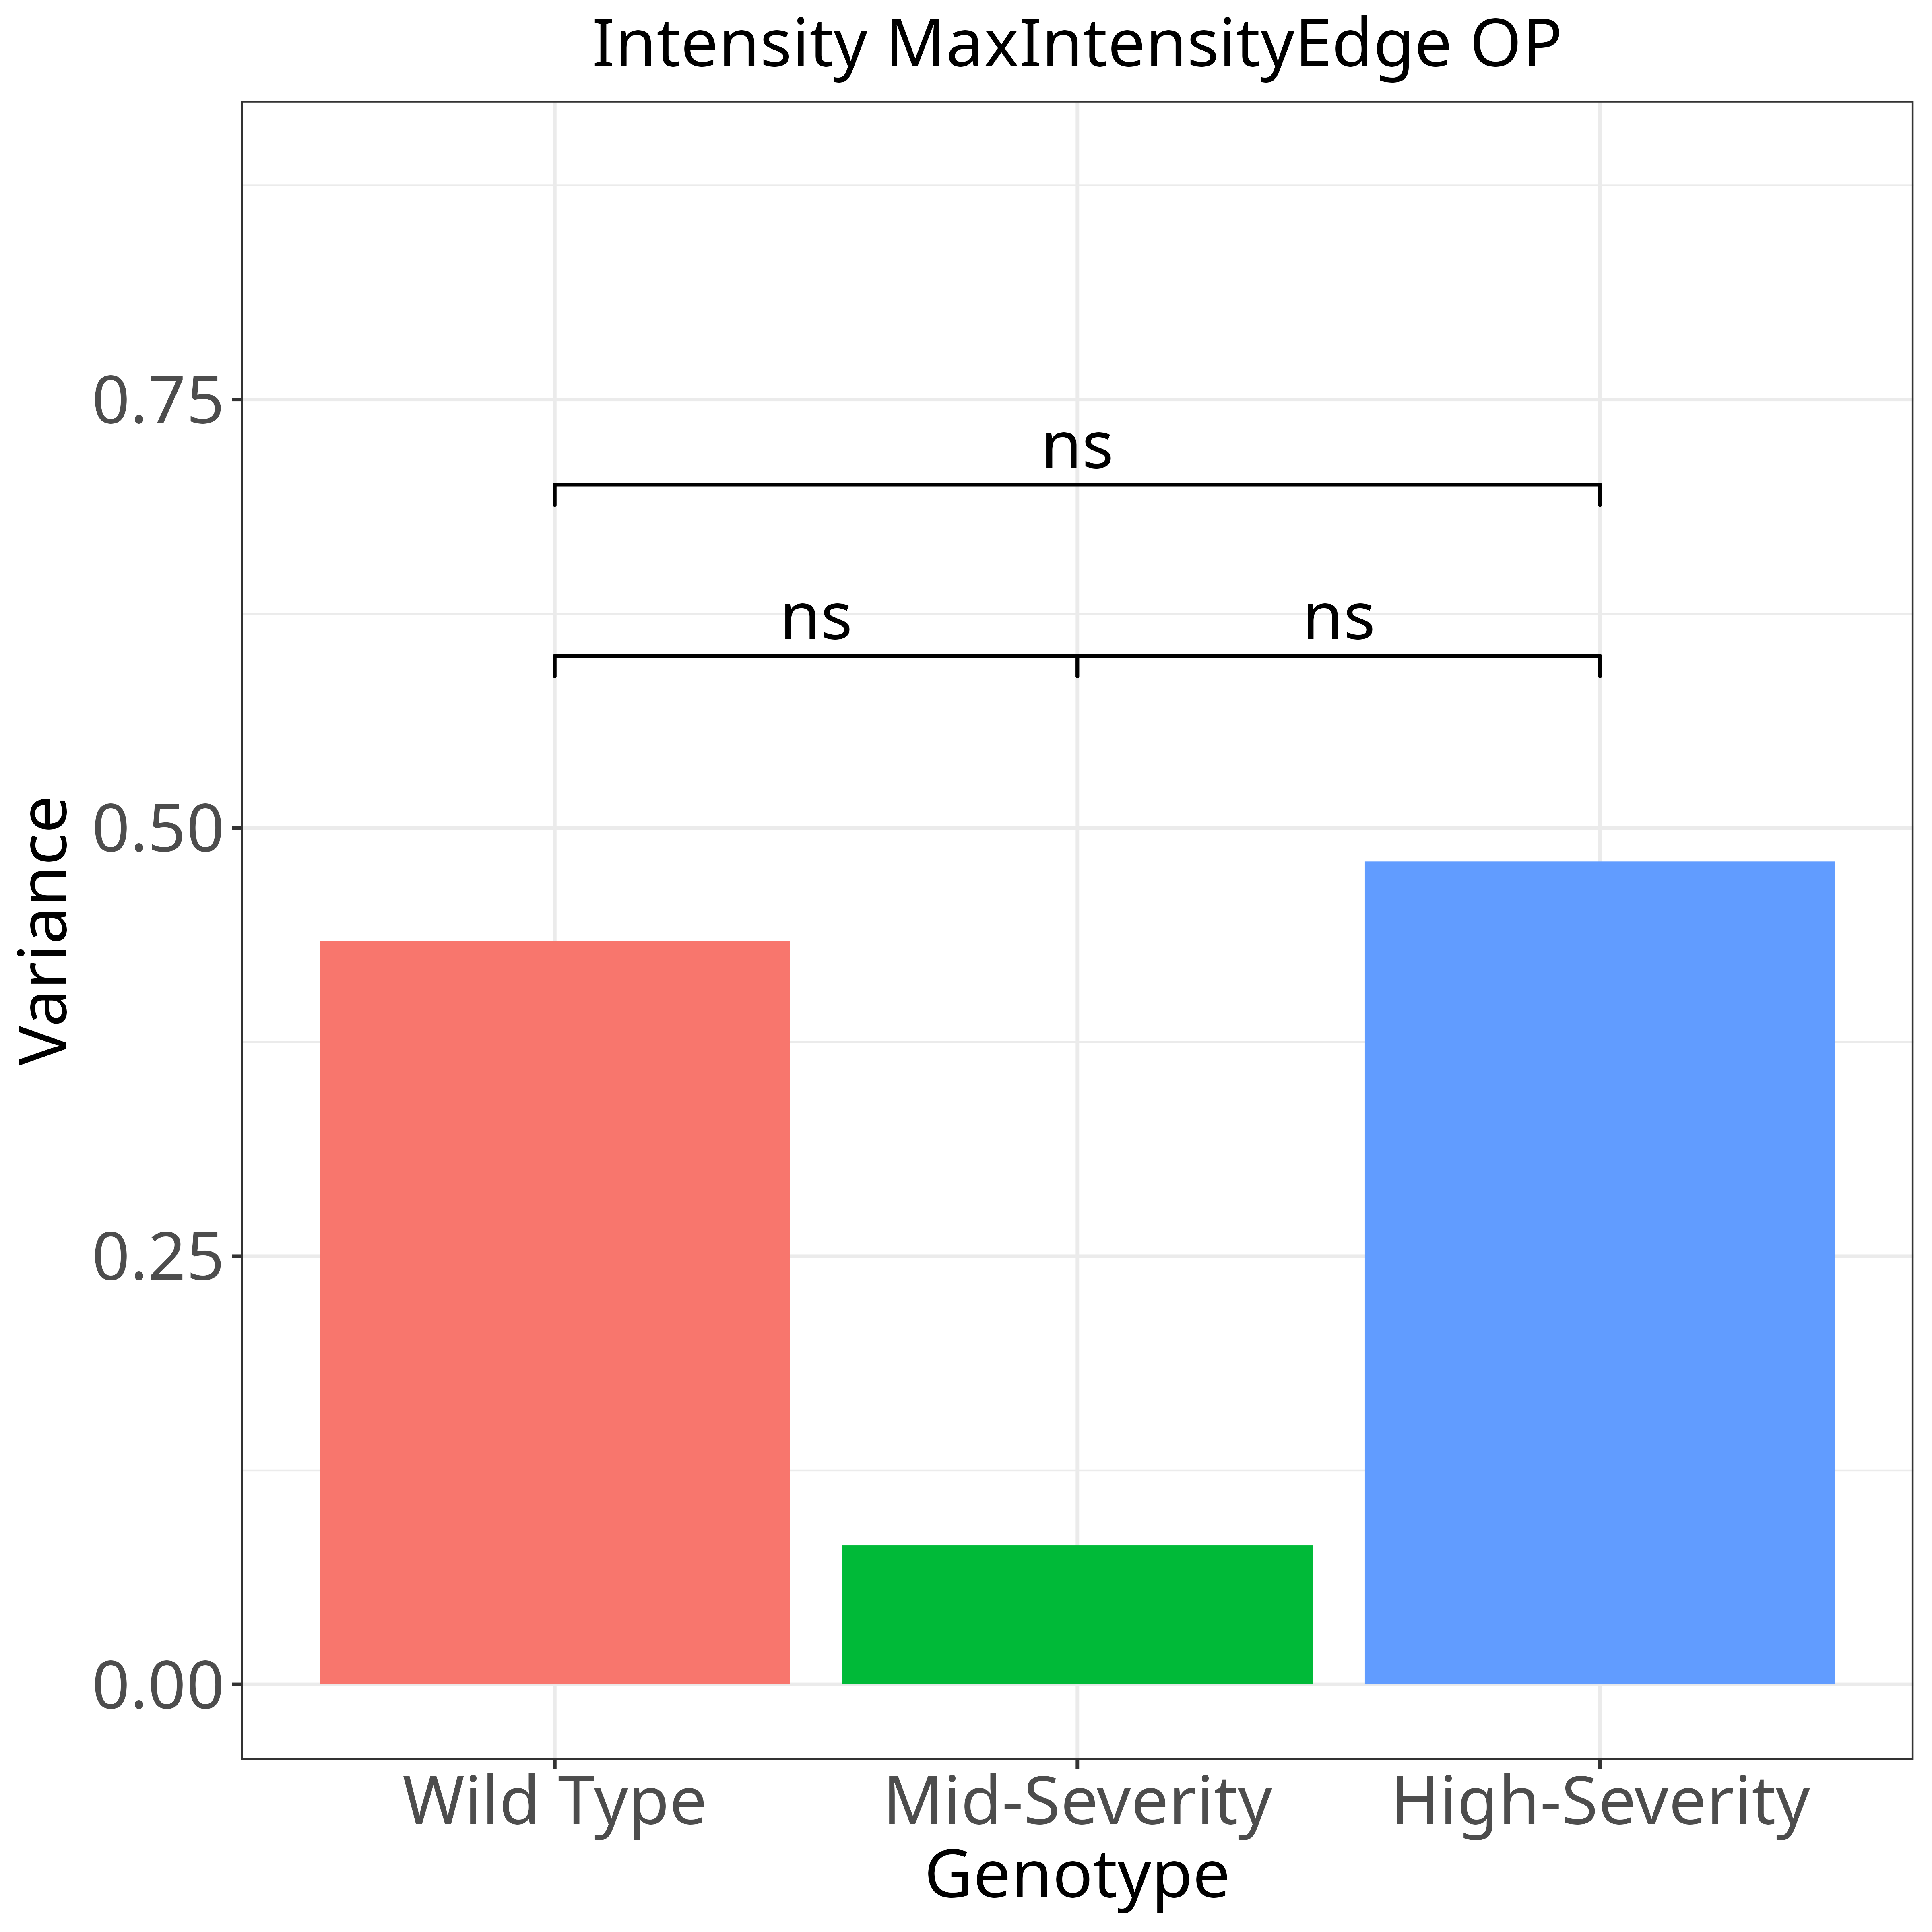 Intensity MaxIntensityEdge OP
0.75
ns
ns ns
0.50
Variance
0.25
0.00
Wild Type Mid-Severity High-Severity
Genotype